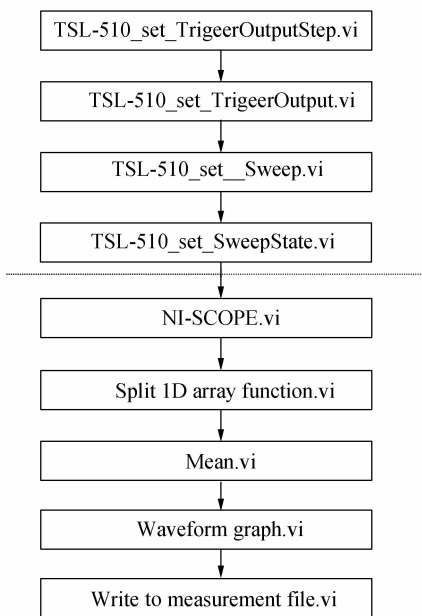 TSL-510_set_TrigeerOutputStep.vi
TSL-510_set_TrigeerOutput.vi
TSL-510_set__Sweep.vi
TSL-510_set_SweepState.vi
NI-SCOPE.vi
Split 1D array function.vi
Mean.vi
Waveform graph.vi
Write to measurement file.vi